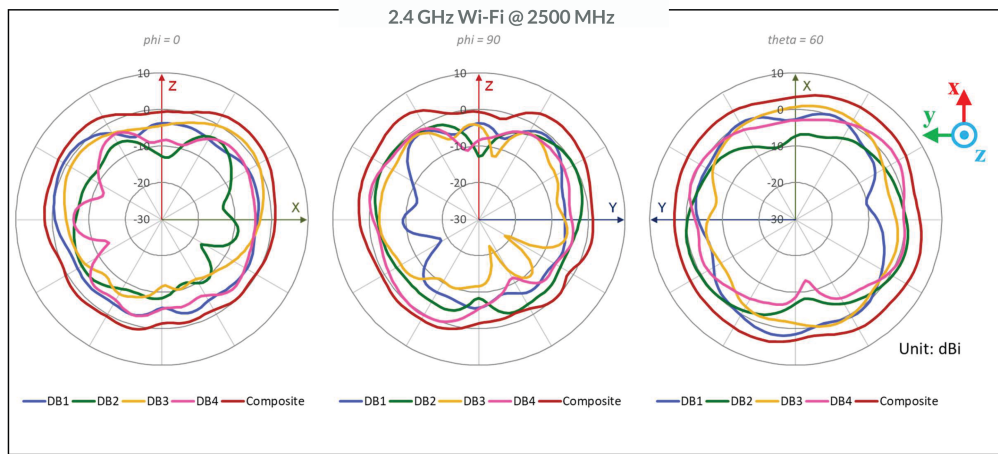 2.4 GHz Wi-Fi @ 2500 MHz
phi = 0 phi = 90 theta = 60
10 10 10
Z Z X
0 0 0
-10 -10 -10
-20 -20 -20
-30 X -30 Y Y -30
x
y
z
Unit: dBi
DB1 DB2 DB3 DB4 Composite DB1 DB2 DB3 DB4 Composite DB1 DB2 DB3 DB4 Composite